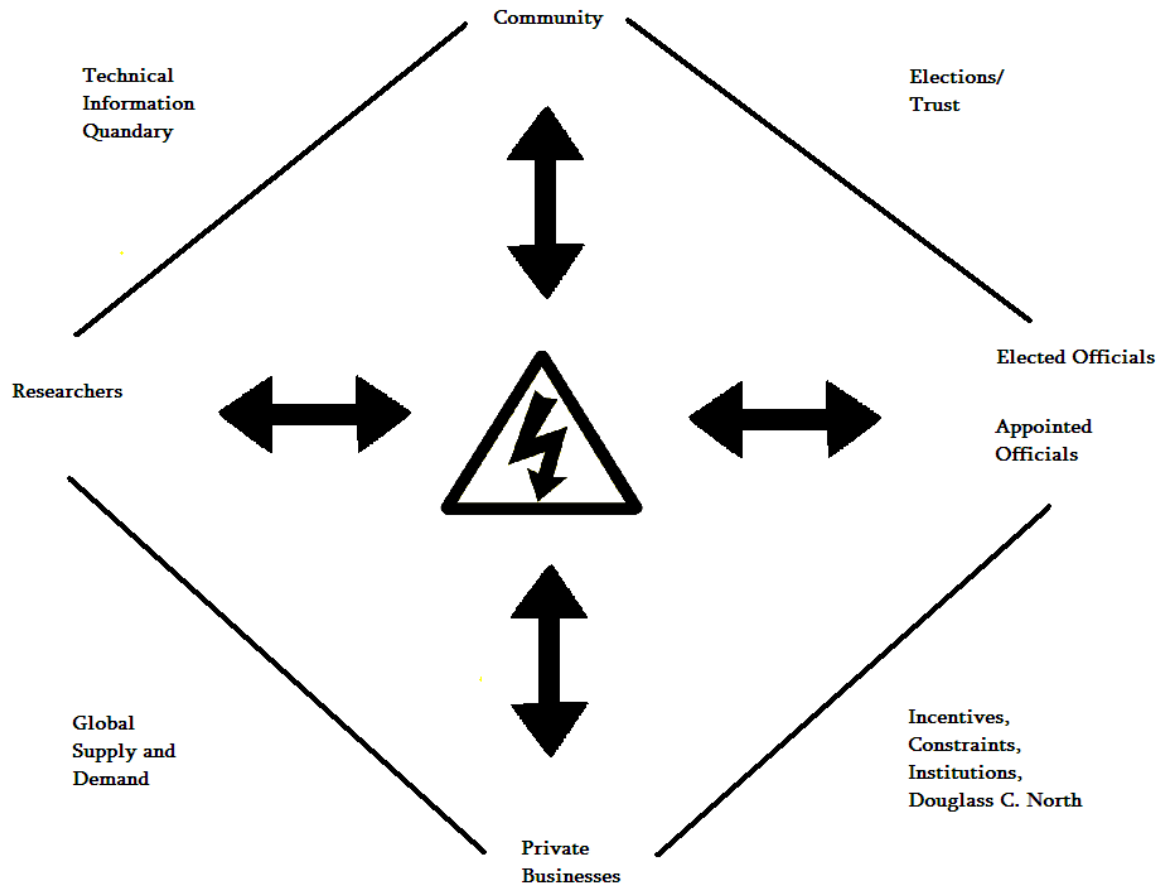 Community
Technical
Information
Quandary
Elections/
Trust
Researchers
Elected Officials
Appointed
Officials
Global
Supply and
Demand
Incentives,
Constraints,
Institutions,
Douglass C. North
Private
Businesses